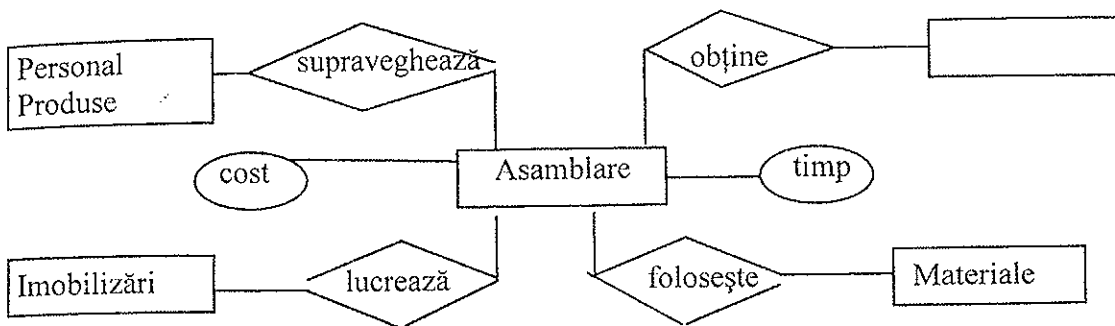 Personal
Produse
supraveghează
obține
cost
Asamblare
timp
Imobilizări
lucrează
folosește
Materiale